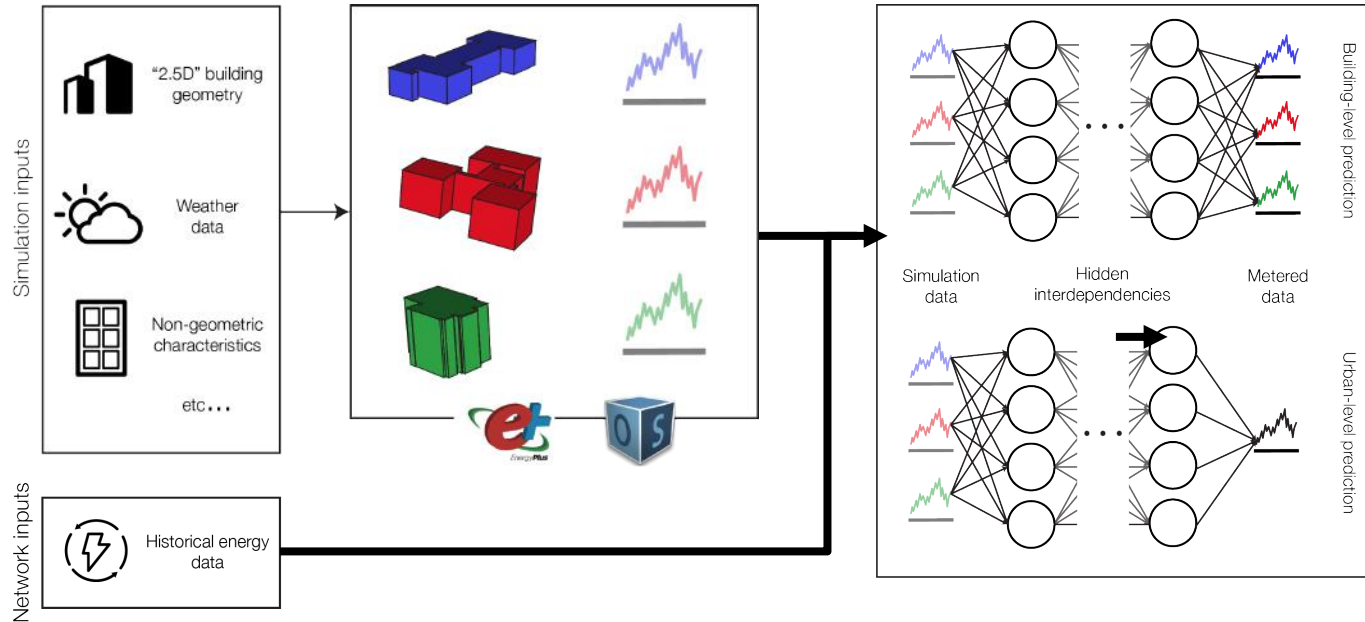 Simulation inputs
“2.5D” building
geometry
Weather
data
Non-geometric
characteristics
etc...
e+
EnergyPlus
O S
Network inputs
Historical energy
data
Building-level prediction
Simulation
data
Hidden
interdependencies
Metered
data
Urban-level prediction